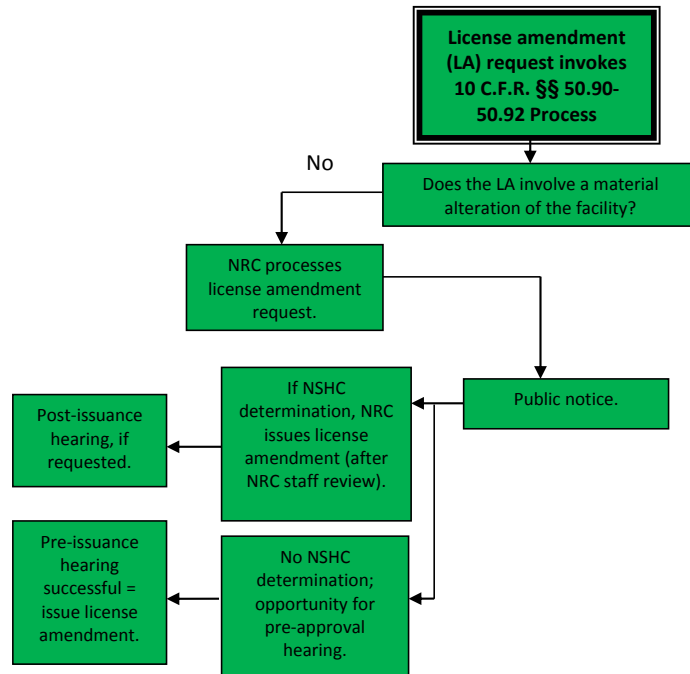 License amendment
(LA) request invokes
10 C.F.R. §§ 50.90-
50.92 Process
No
Does the LA involve a material
alteration of the facility?
NRC processes
license amendment
request.
Public notice.
If NSHC
determination, NRC
issues license
amendment (after
NRC staff review).
Post-issuance
hearing, if
requested.
No NSHC
determination;
opportunity for
pre-approval
hearing.
Pre-issuance
hearing
successful =
issue license
amendment.